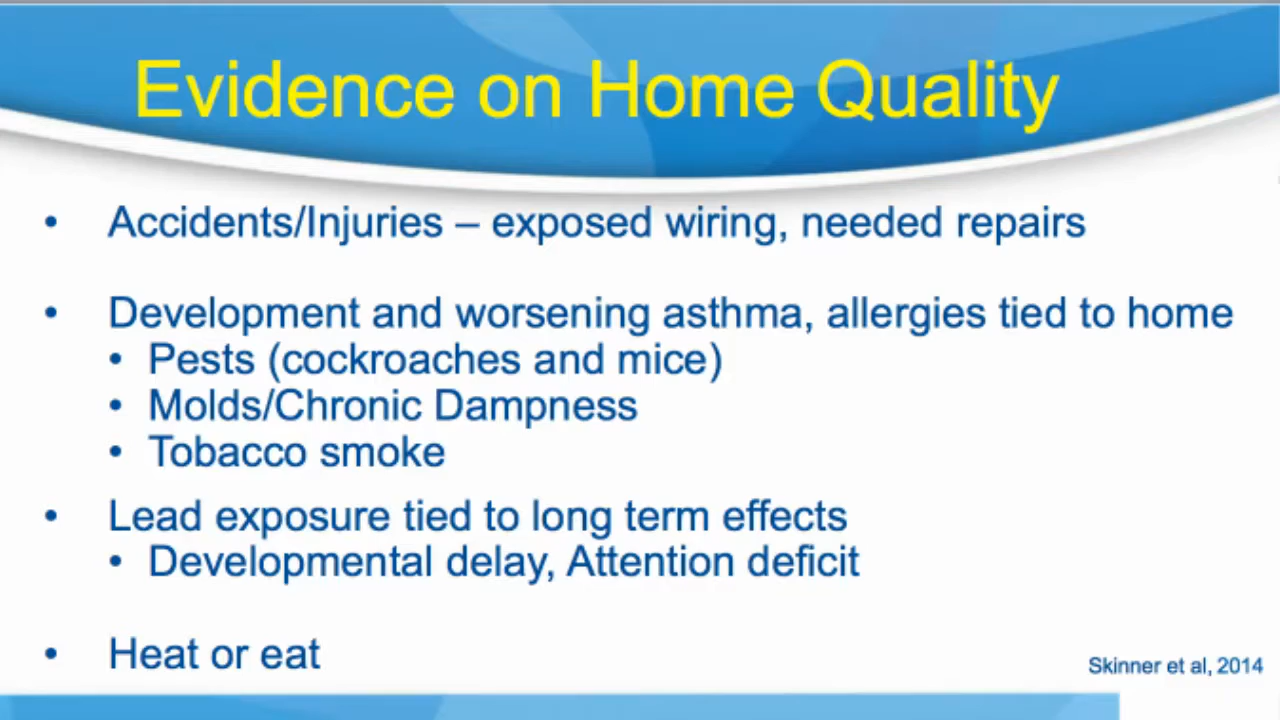 Evidence on Home Quality
• Accidents/Injuries – exposed wiring, needed repairs
• Development and worsening asthma, allergies tied to home
• Pests (cockroaches and mice)
• Molds/Chronic Dampness
• Tobacco smoke
• Lead exposure tied to long term effects
• Developmental delay, Attention deficit
• Heat or eat
Skinner et al, 2014